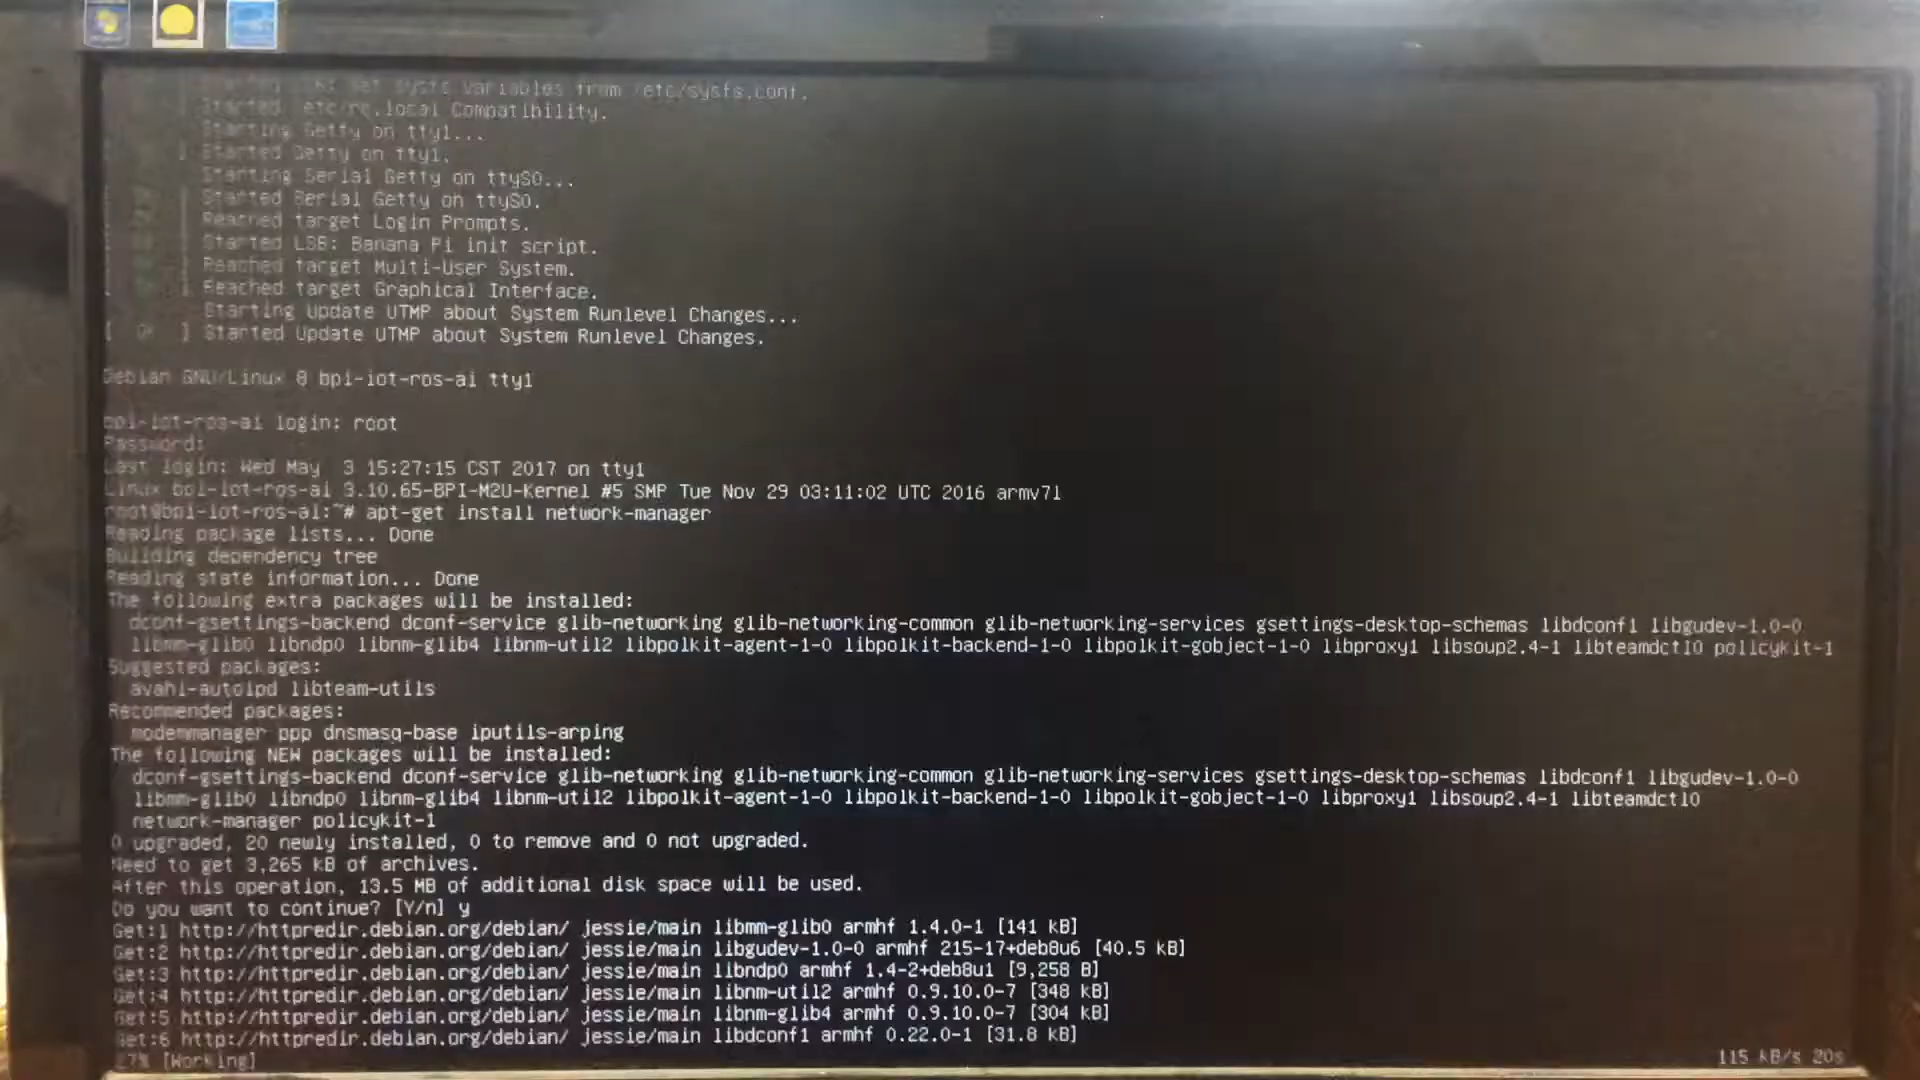 set sysfs variables from /etc/sysfs.conf.
Started /etc/rc.local Compatibility.
Starting Getty on tty1...
] Started Getty on tty1.
Starting Serial Getty on ttyS0...
[ ] Started Serial Getty on ttyS0.
[ ] Reached target Login Prompts.
[ ] Started LSB: Banana Pi init script.
[ ] Reached target Multi-User System.
[ ] Reached target Graphical Interface.
Starting Update UTMP about System Runlevel Changes...
[ OK ] Started Update UTMP about System Runlevel Changes.
Debian GNU/Linux 8 bpi-iot-ros-ai tty1
bpi-iot-ros-ai login: root
Password:
Last login: Wed May  3 15:27:15 CST 2017 on tty1
Linux bpi-iot-ros-ai 3.10.65-BPI-M2U-Kernel #5 SMP Tue Nov 29 03:11:02 UTC 2016 armv7l
root@bpi-iot-ros-ai:~# apt-get install network-manager
Reading package lists... Done
Building dependency tree
Reading state information... Done
The following extra packages will be installed:
dconf-gsettings-backend dconf-service glib-networking glib-networking-common glib-networking-services gsettings-desktop-schemas libdconf1 libgudev-1.0-0
libmm-glib0 libndp0 libnm-glib4 libnm-util2 libpolkit-agent-1-0 libpolkit-backend-1-0 libpolkit-gobject-1-0 libproxy1 libsoup2.4-1 libteamdctl0 policykit-1
Suggested packages:
avahi-autoipd libteam-utils
Recommended packages:
modemmanager ppp dnsmasq-base iputils-arping
The following NEW packages will be installed:
dconf-gsettings-backend dconf-service glib-networking glib-networking-common glib-networking-services gsettings-desktop-schemas libdconf1 libgudev-1.0-0
libmm-glib0 libndp0 libnm-glib4 libnm-util2 libpolkit-agent-1-0 libpolkit-backend-1-0 libpolkit-gobject-1-0 libproxy1 libsoup2.4-1 libteamdctl0
network-manager policykit-1
0 upgraded, 20 newly installed, 0 to remove and 0 not upgraded.
Need to get 3,265 kB of archives.
After this operation, 13.5 MB of additional disk space will be used.
Do you want to continue? [Y/n] y
Get:1 http://httpredir.debian.org/debian/ jessie/main libmm-glib0 armhf 1.4.0-1 [141 kB]
Get:2 http://httpredir.debian.org/debian/ jessie/main libgudev-1.0-0 armhf 215-17+deb8u6 [40.5 kB]
Get:3 http://httpredir.debian.org/debian/ jessie/main libndp0 armhf 1.4-2+deb8u1 [9,258 B]
Get:4 http://httpredir.debian.org/debian/ jessie/main libnm-util2 armhf 0.9.10.0-7 [348 kB]
Get:5 http://httpredir.debian.org/debian/ jessie/main libnm-glib4 armhf 0.9.10.0-7 [304 kB]
Get:6 http://httpredir.debian.org/debian/ jessie/main libdconf1 armhf 0.22.0-1 [31.8 kB]
[Working] 115 kB/s 20s